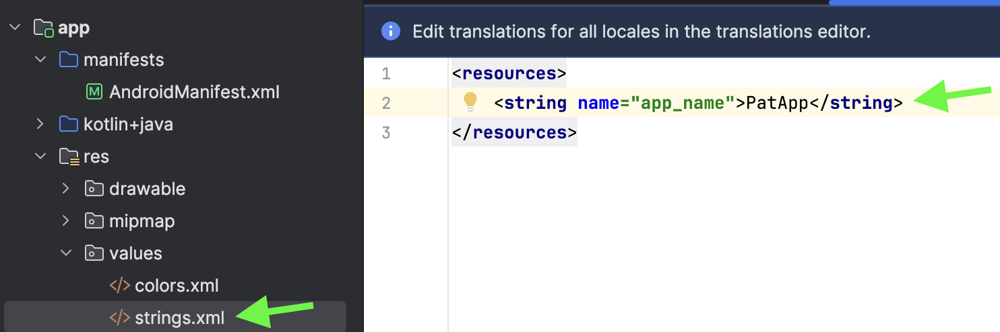 app
manifests
AndroidManifest.xml
kotlin+java
res
drawable
mipmap
values
colors.xml
strings.xml
Edit translations for all locales in the translations editor.
1 <resources>
2 <string name="app_name">PatApp</string>
3 </resources>